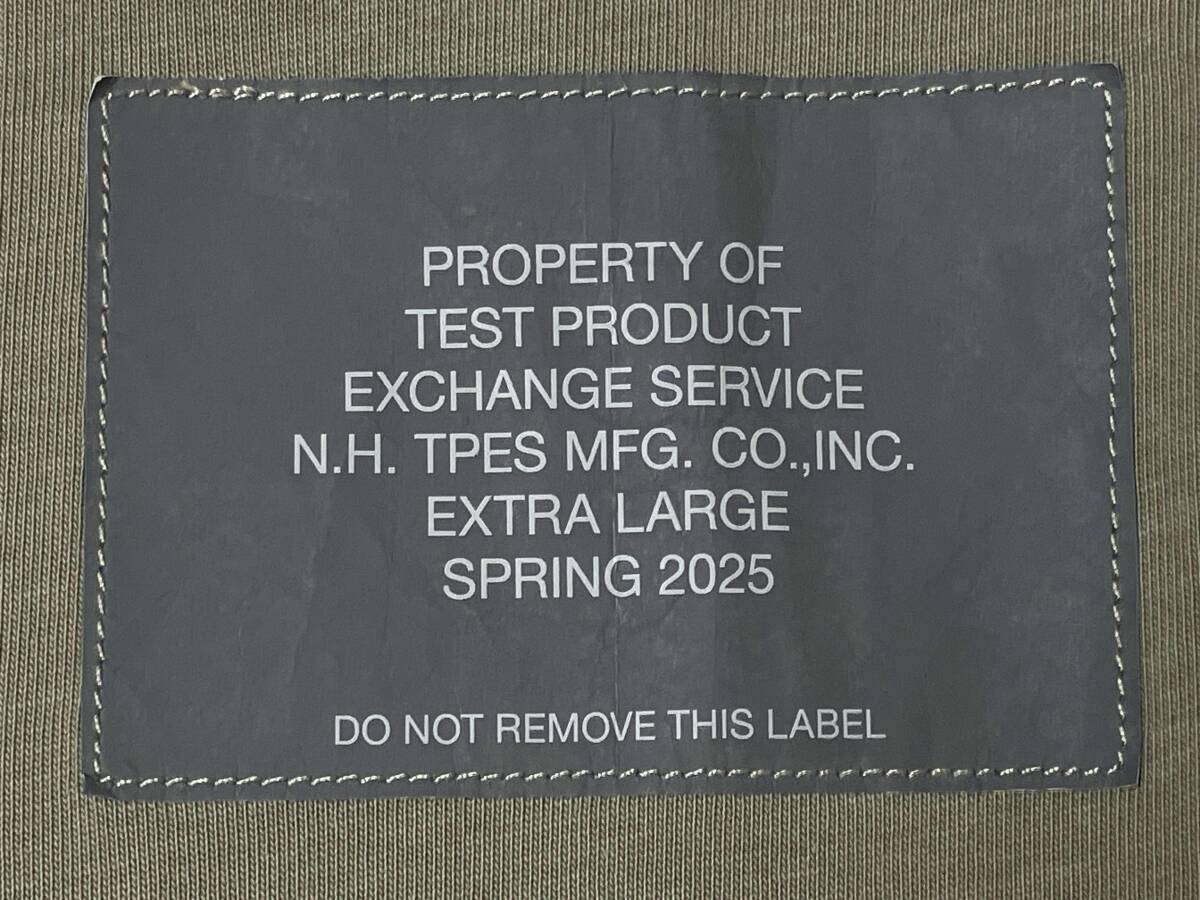 PROPERTY OF
TEST PRODUCT
EXCHANGE SERVICE
N.H. TPES MFG. CO.,INC.
EXTRA LARGE
SPRING 2025
DO NOT REMOVE THIS LABEL